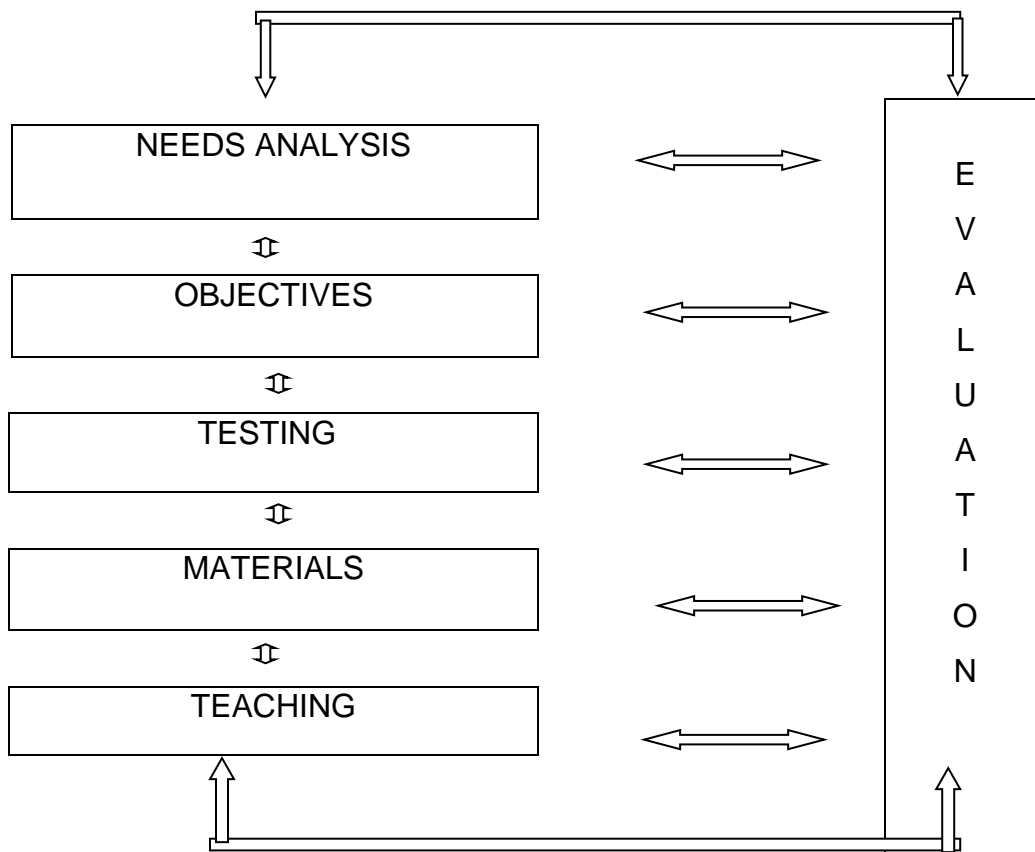 NEEDS ANALYSIS
OBJECTIVES
TESTING
MATERIALS
TEACHING
E
V
A
L
U
A
T
I
O
N